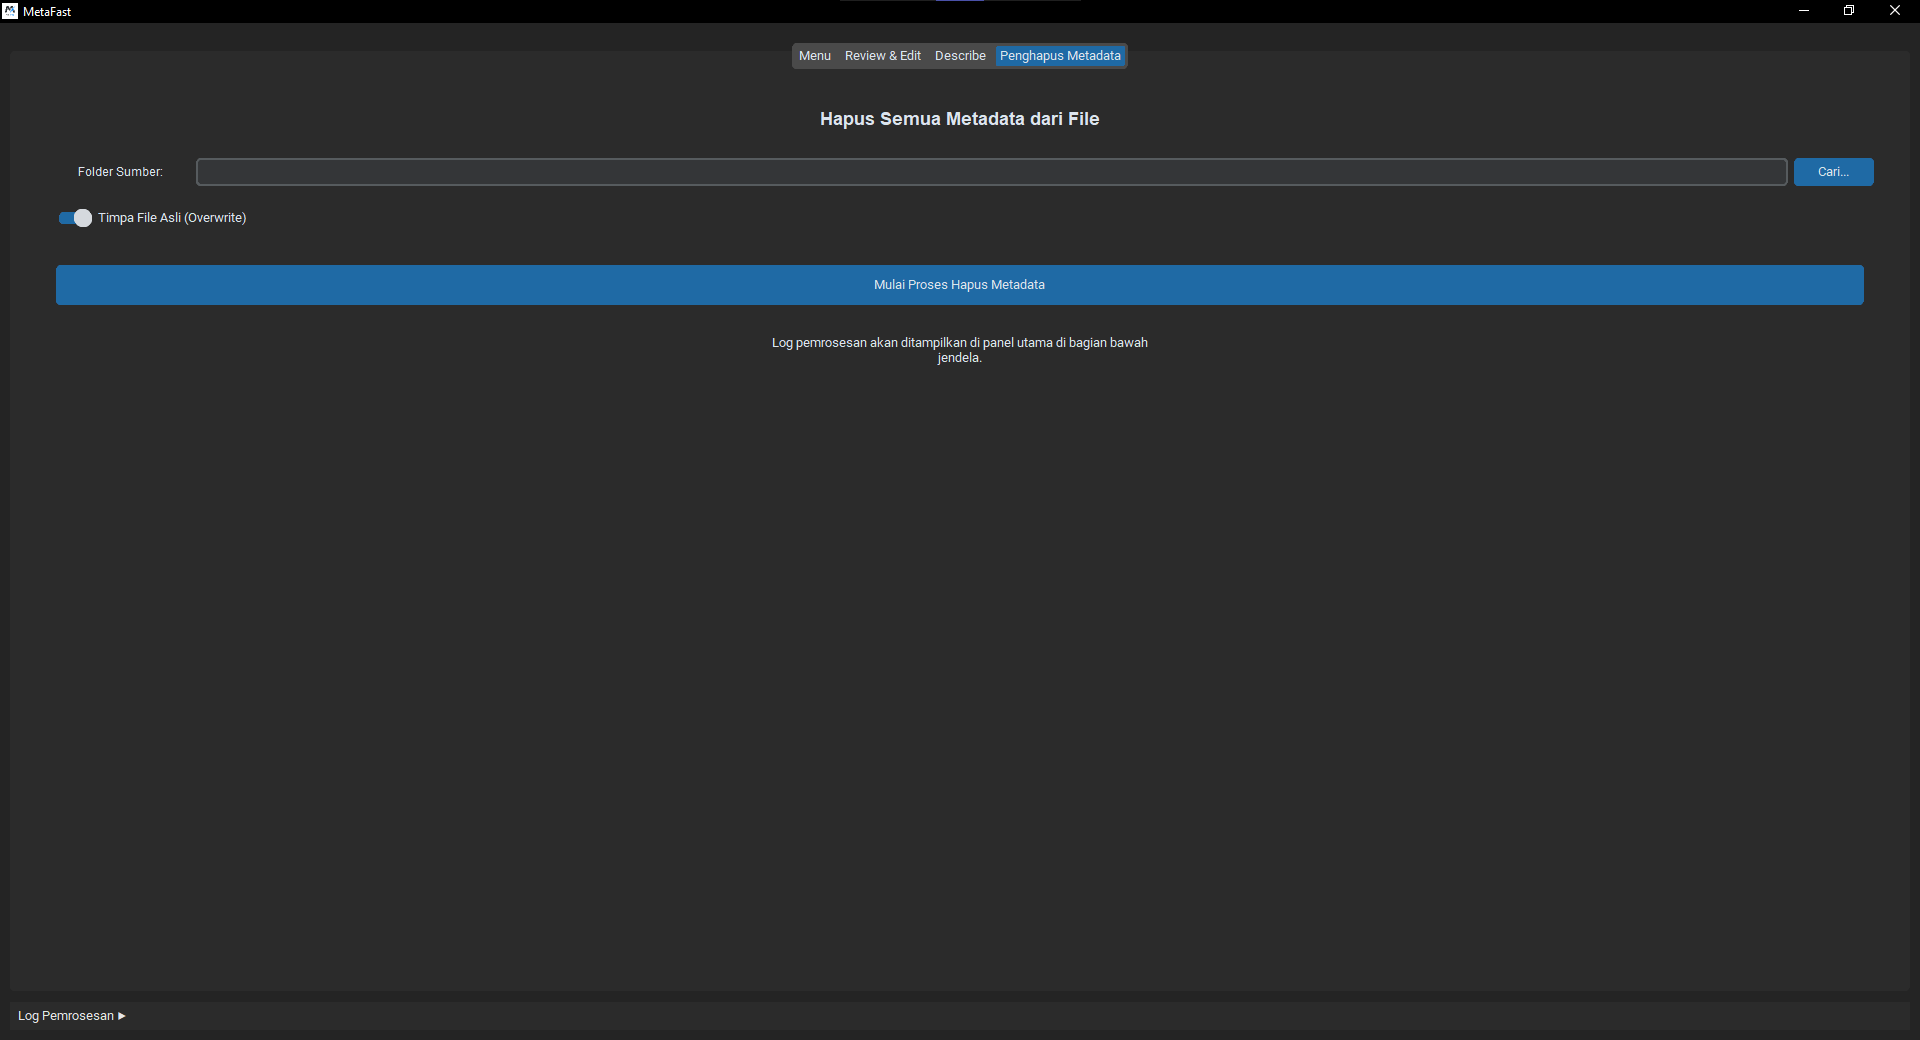 MetaFast
Menu Review & Edit Describe Penghapus Metadata
Hapus Semua Metadata dari File
Folder Sumber:
Cari...
Timpa File Asli (Overwrite)
Mulai Proses Hapus Metadata
Log pemrosesan akan ditampilkan di panel utama di bagian bawah
jendela.
Log Pemrosesan ▶